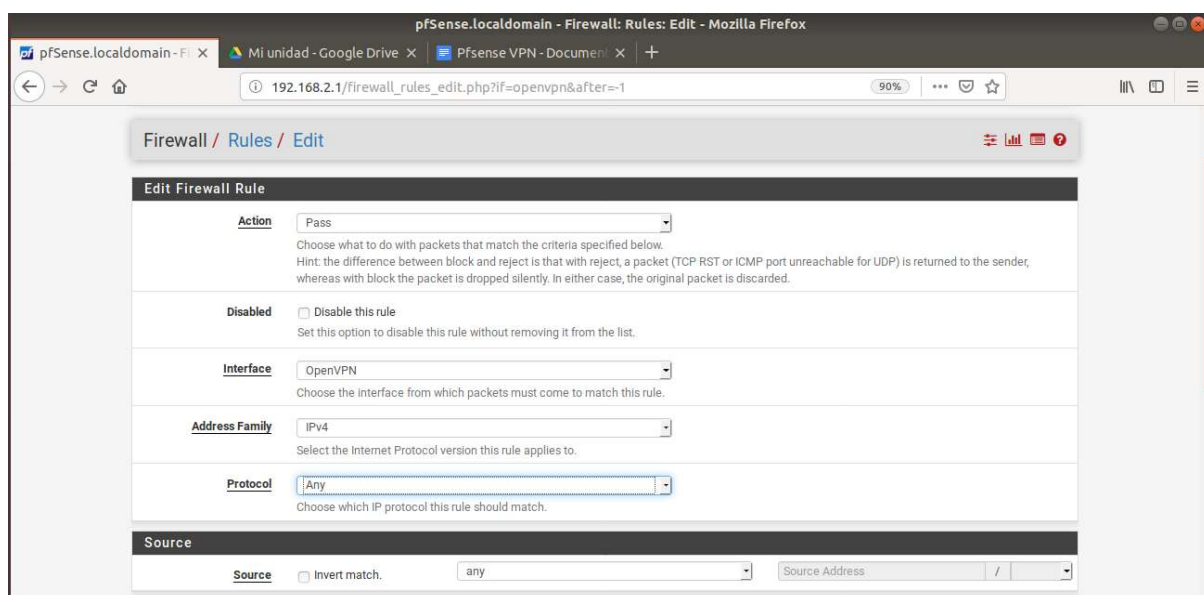 pfSense.localdomain - Firewall: Rules: Edit - Mozilla Firefox
pfSense.localdomain - Fi
Mi unidad - Google Drive
Pfsense VPN - Document
192.168.2.1/firewall_rules_edit.php?if=openvpn&after=-1
90%
Firewall / Rules / Edit
Edit Firewall Rule
Action
Pass
Choose what to do with packets that match the criteria specified below.
Hint: the difference between block and reject is that with reject, a packet (TCP RST or ICMP port unreachable for UDP) is returned to the sender,
whereas with block the packet is dropped silently. In either case, the original packet is discarded.
Disabled
Disable this rule
Set this option to disable this rule without removing it from the list.
Interface
OpenVPN
Choose the interface from which packets must come to match this rule.
Address Family
IPv4
Select the Internet Protocol version this rule applies to.
Protocol
Any
Choose which IP protocol this rule should match.
Source
Source
Invert match.
any
Source Address
/